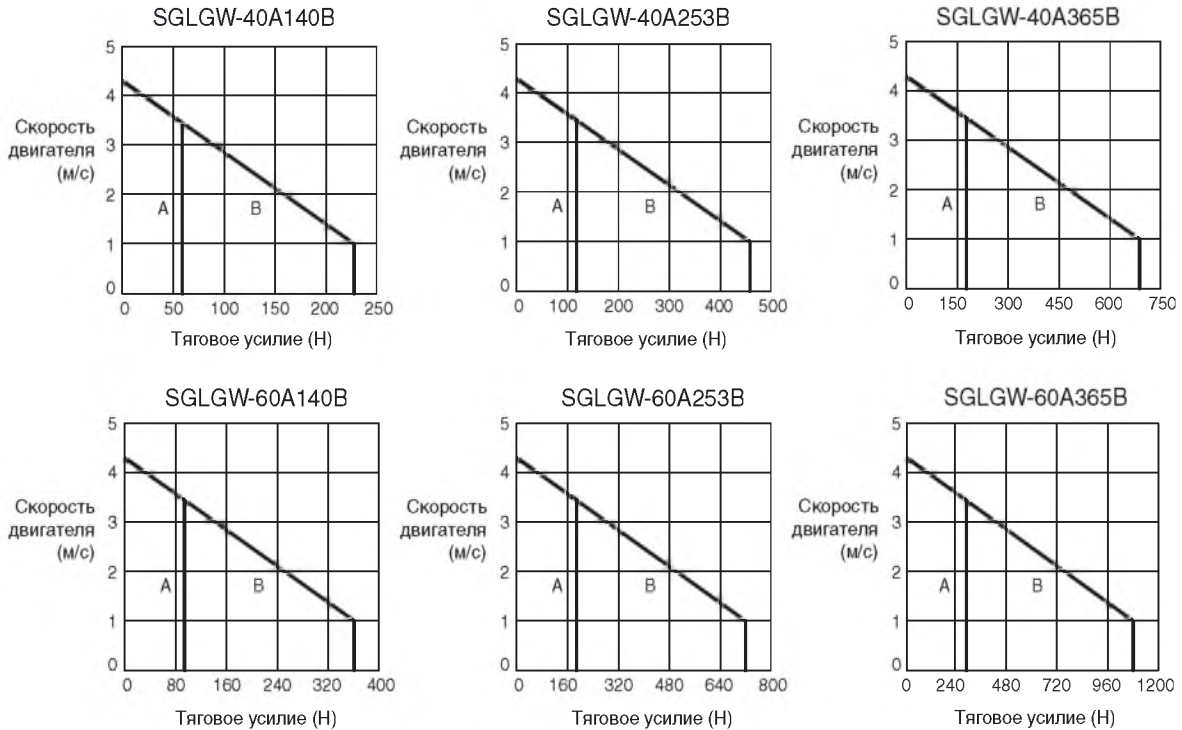 SGLGW-40A140B
5
4
3
2
1
0
Скорость
двигателя
(м/с)
A
B
0 50 100 150 200 250
Тяговое усилие (Н)
SGLGW-40A253B
5
4
3
2
1
0
Скорость
двигателя
(м/с)
A
B
0 100 200 300 400 500
Тяговое усилие (Н)
SGLGW-40A365B
5
4
3
2
1
0
Скорость
двигателя
(м/с)
A
B
0 150 300 450 600 750
Тяговое усилие (Н)
SGLGW-60A140B
5
4
3
2
1
0
Скорость
двигателя
(м/с)
A
B
0 80 160 240 320 400
Тяговое усилие (Н)
SGLGW-60A253B
5
4
3
2
1
0
Скорость
двигателя
(м/с)
A
B
0 160 320 480 640 800
Тяговое усилие (Н)
SGLGW-60A365B
5
4
3
2
1
0
Скорость
двигателя
(м/с)
A
B
0 240 480 720 960 1200
Тяговое усилие (Н)